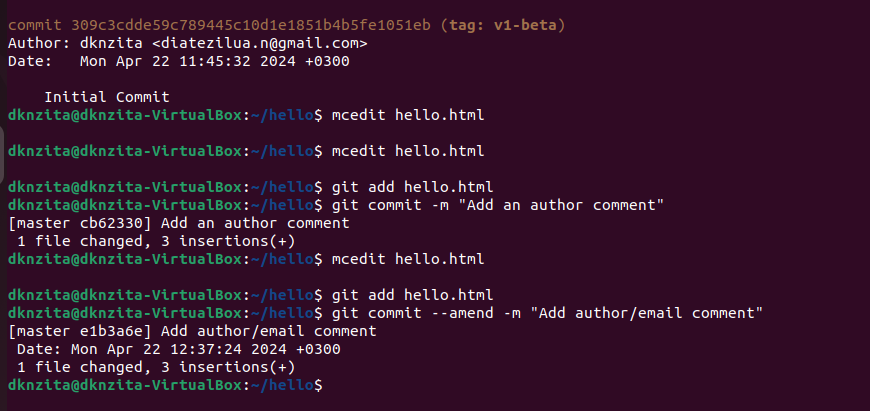 commit 309c3cdde59c789445c10d1e1851b4b5fe1051eb (tag: v1-beta)
Author: dknzita <diatezilua.n@gmail.com>
Date:   Mon Apr 22 11:45:32 2024 +0300
    Initial Commit
dknzita@dknzita-VirtualBox:~/hello$ mcedit hello.html
dknzita@dknzita-VirtualBox:~/hello$ mcedit hello.html
dknzita@dknzita-VirtualBox:~/hello$ git add hello.html
dknzita@dknzita-VirtualBox:~/hello$ git commit -m "Add an author comment"
[master cb62330] Add an author comment
 1 file changed, 3 insertions(+)
dknzita@dknzita-VirtualBox:~/hello$ mcedit hello.html
dknzita@dknzita-VirtualBox:~/hello$ git add hello.html
dknzita@dknzita-VirtualBox:~/hello$ git commit --amend -m "Add author/email comment"
[master e1b3a6e] Add author/email comment
 Date: Mon Apr 22 12:37:24 2024 +0300
 1 file changed, 3 insertions(+)
dknzita@dknzita-VirtualBox:~/hello$